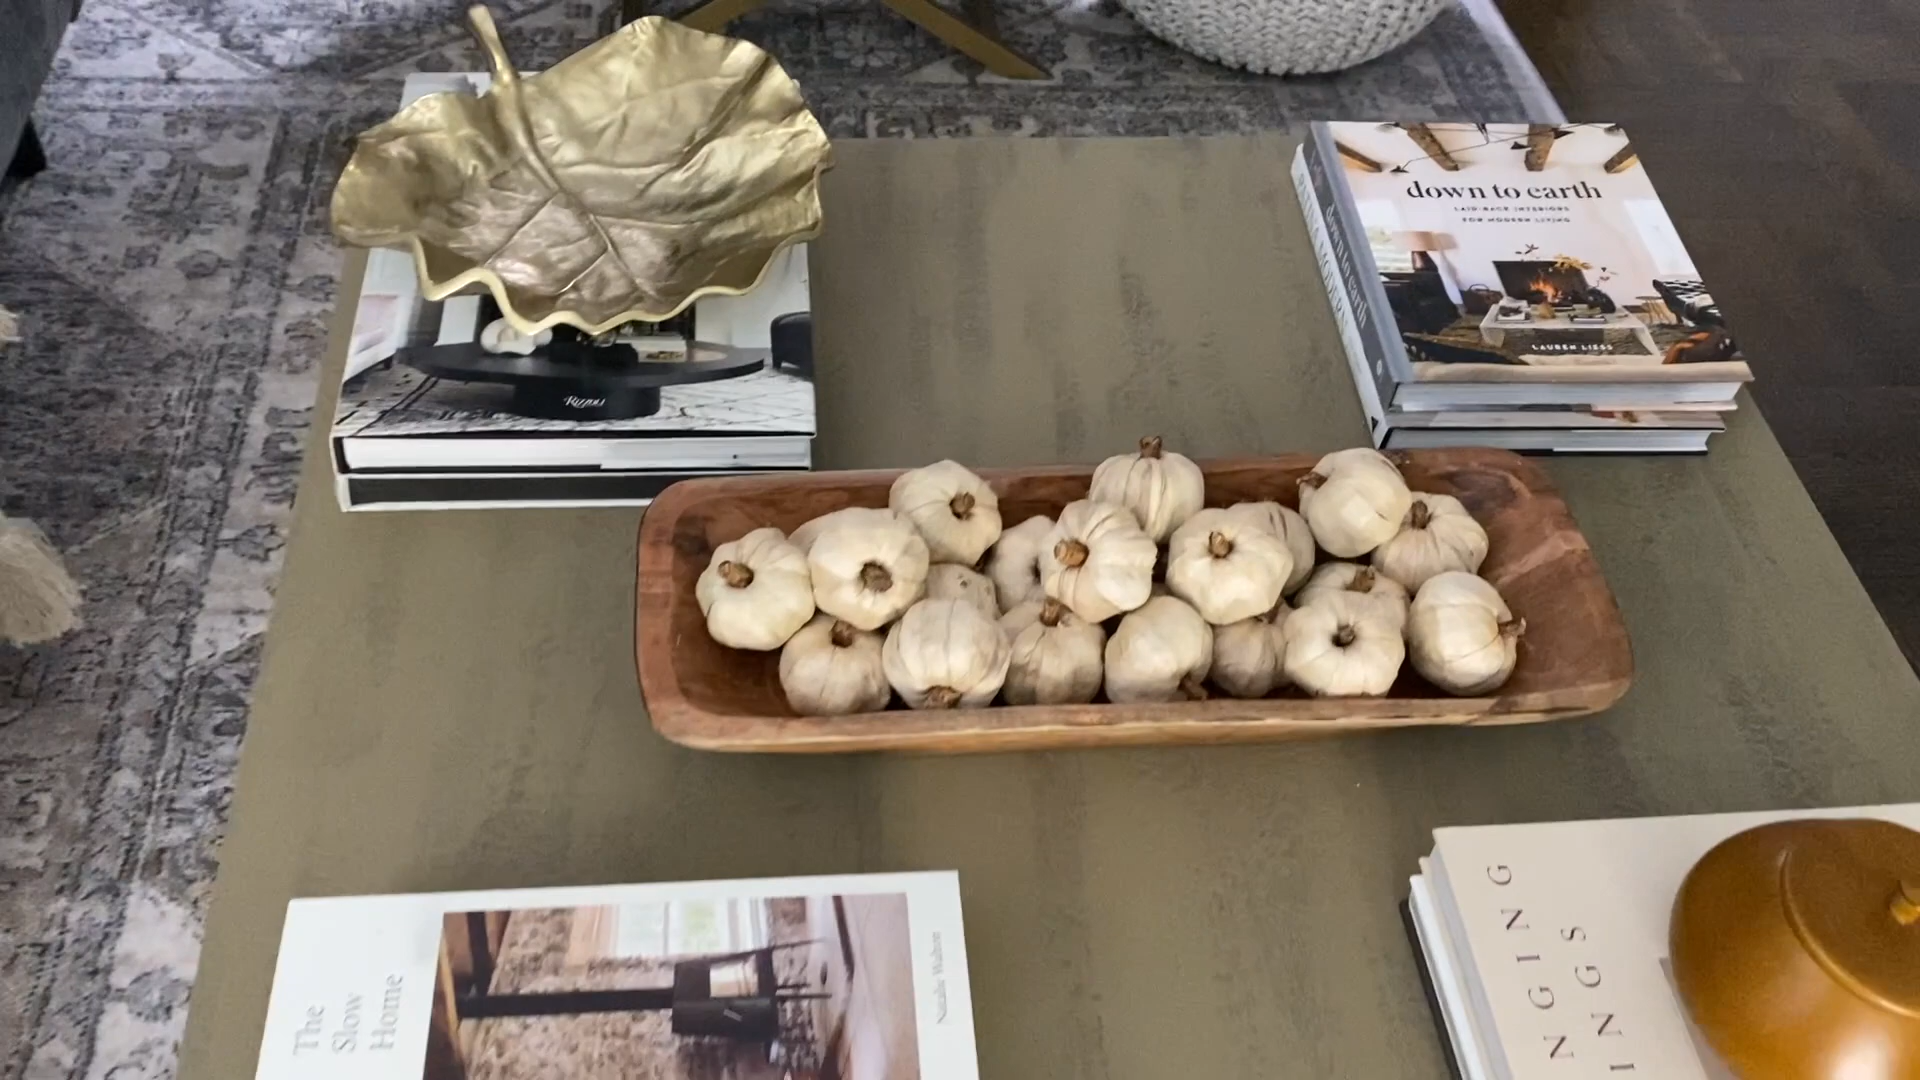 down to earth
LAID-BACK INTERIORS
FOR MODERN LIVING
LAUREN LIESS
down to earth
Rizzoli
The
Slow
Home
Natalie Walton
NGING
INGS